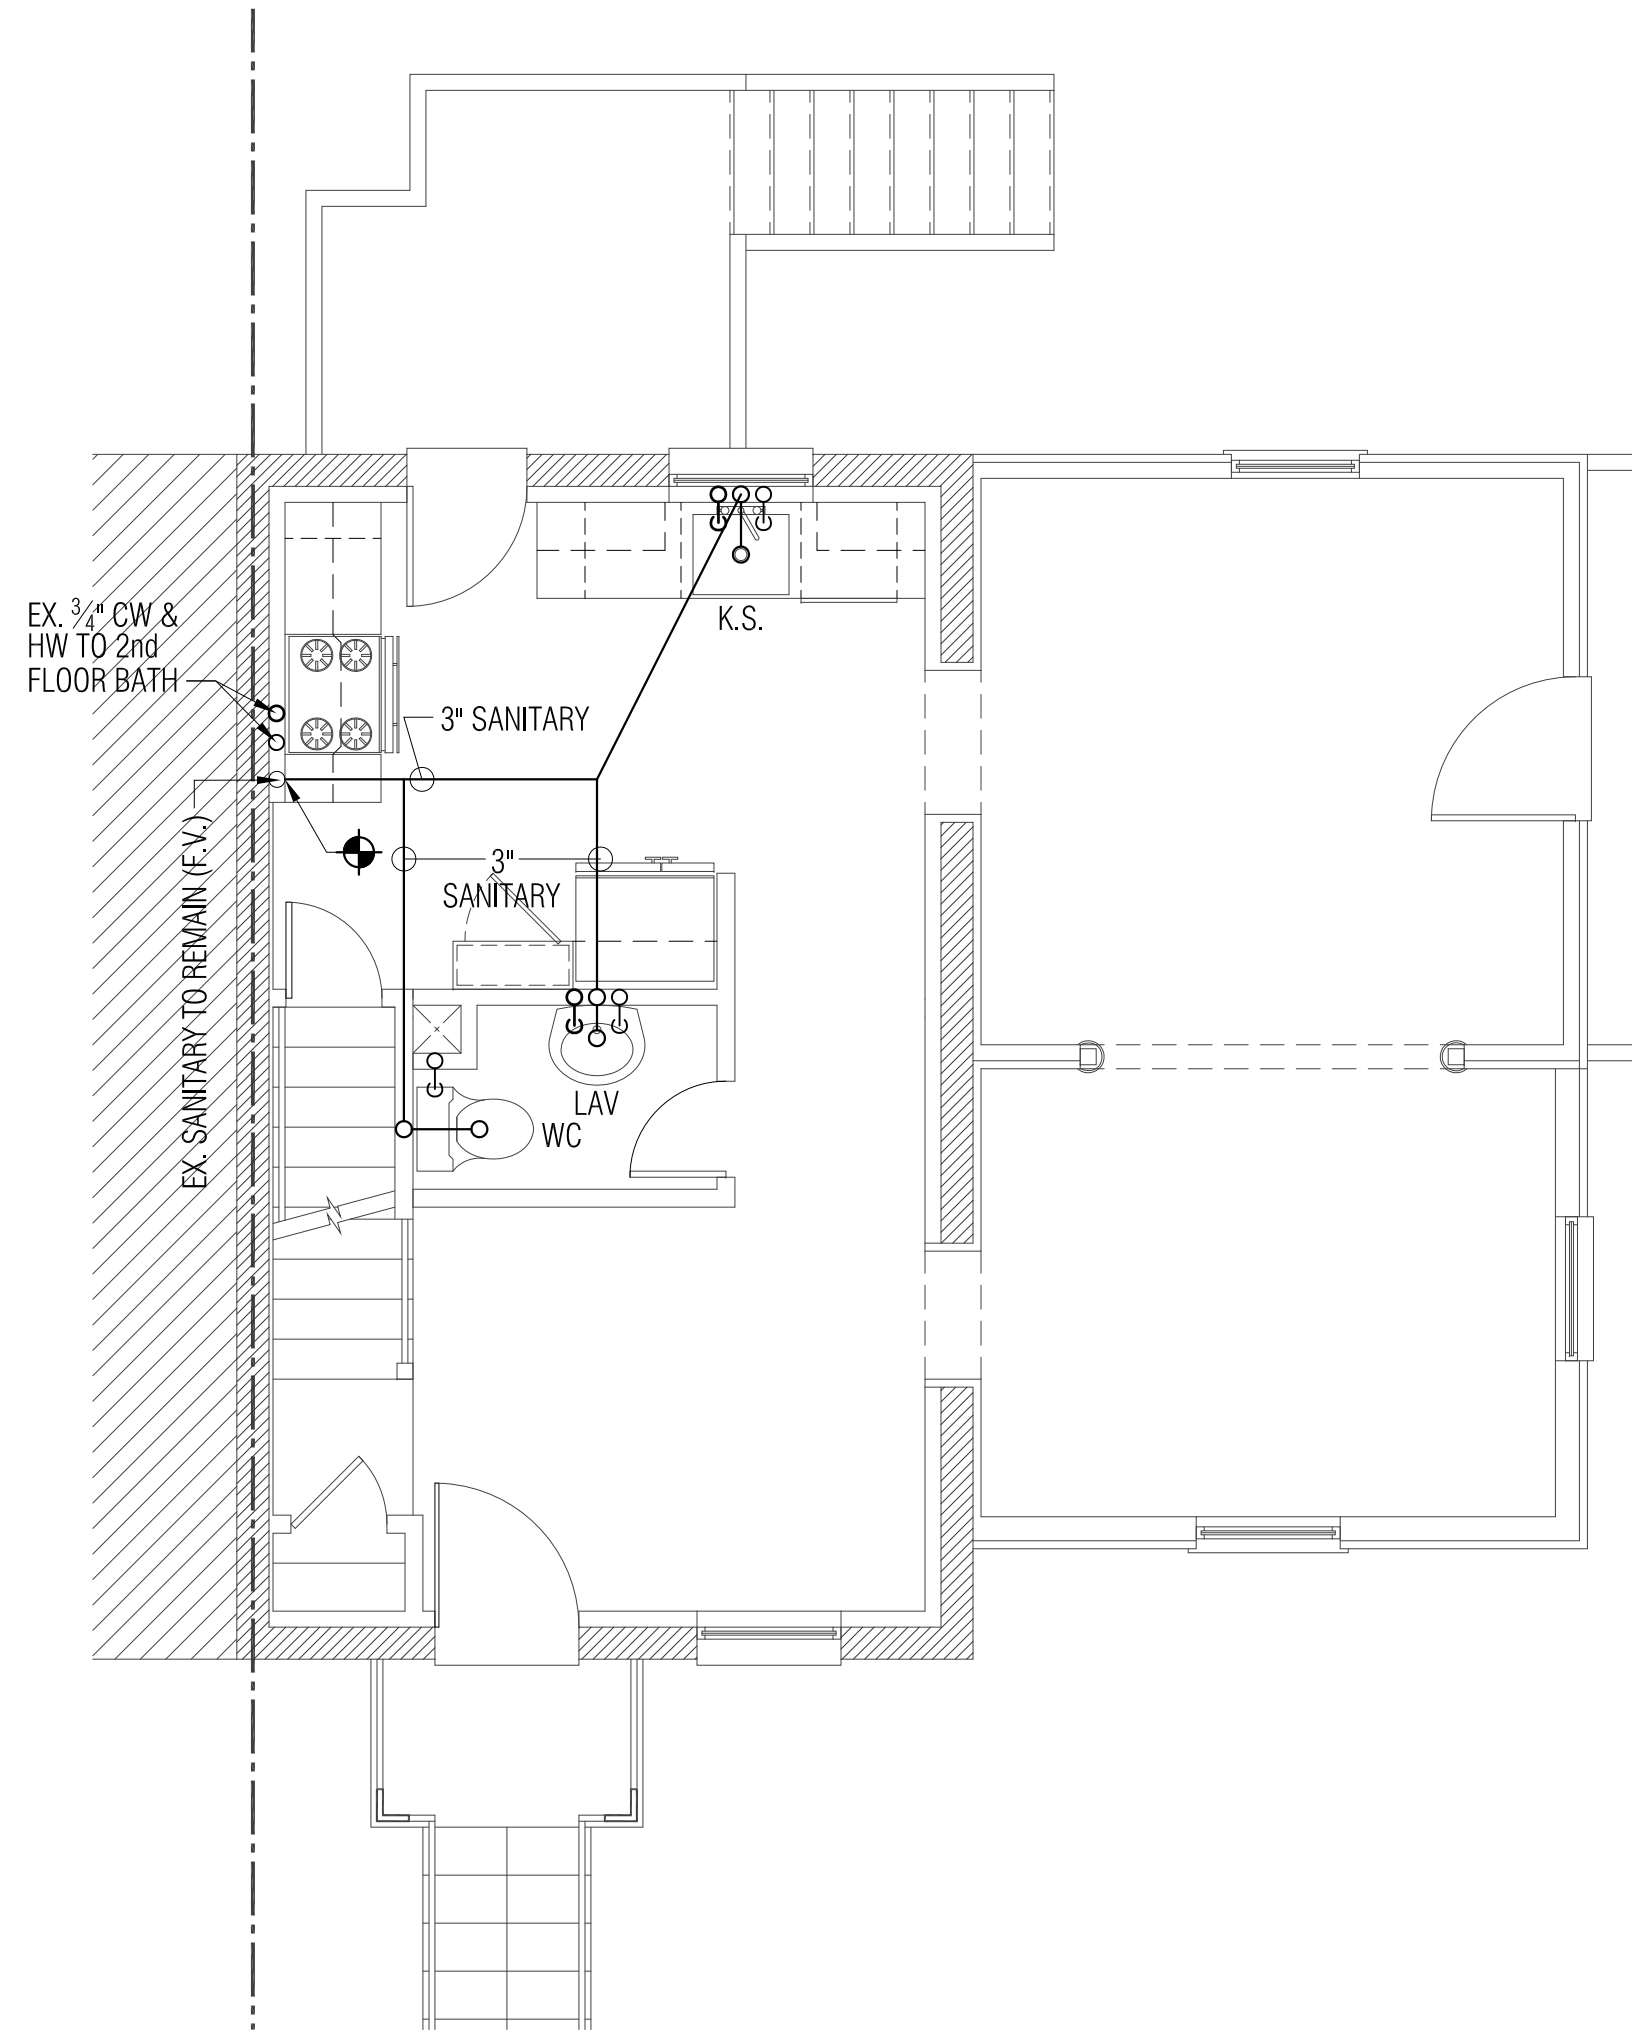 EX. 3/4" CW &
HW TO 2nd
FLOOR BATH
K.S.
3" SANITARY
EX. SANITARY TO REMAIN (F.V.)
3"
SANITARY
LAV
WC